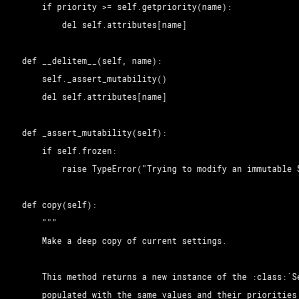 if priority >= self.getpriority(name):
del self.attributes[name]
def __delitem__(self, name):
self._assert_mutability()
del self.attributes[name]
def _assert_mutability(self):
if self.frozen:
raise TypeError("Trying to modify an immutable S
def copy(self):
"""
Make a deep copy of current settings.
This method returns a new instance of the :class:`Se
populated with the same values and their priorities